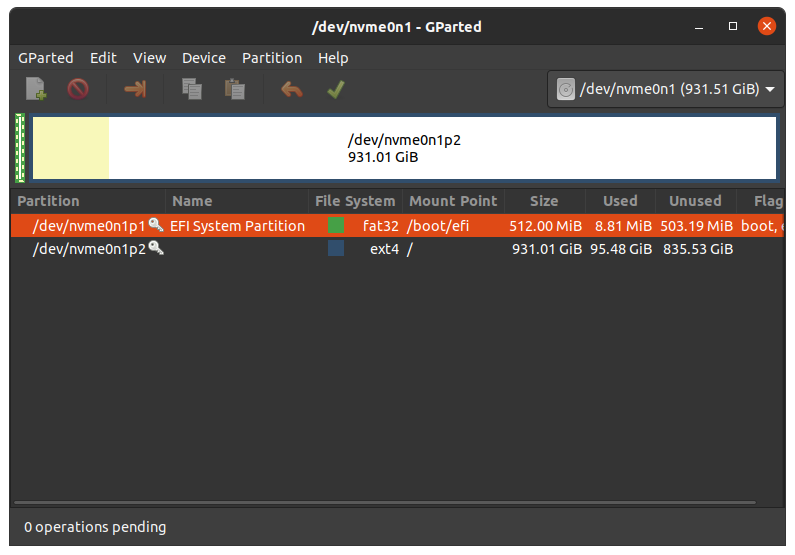 /dev/nvme0n1 - GParted
GParted Edit View Device Partition Help
/dev/nvme0n1 (931.51 GiB)
/dev/nvme0n1p2
931.01 GiB
Partition Name File System Mount Point Size Used Unused Flag
/dev/nvme0n1p1 EFI System Partition fat32 /boot/efi 512.00 MiB 8.81 MiB 503.19 MiB boot,
/dev/nvme0n1p2 ext4 / 931.01 GiB 95.48 GiB 835.53 GiB
0 operations pending